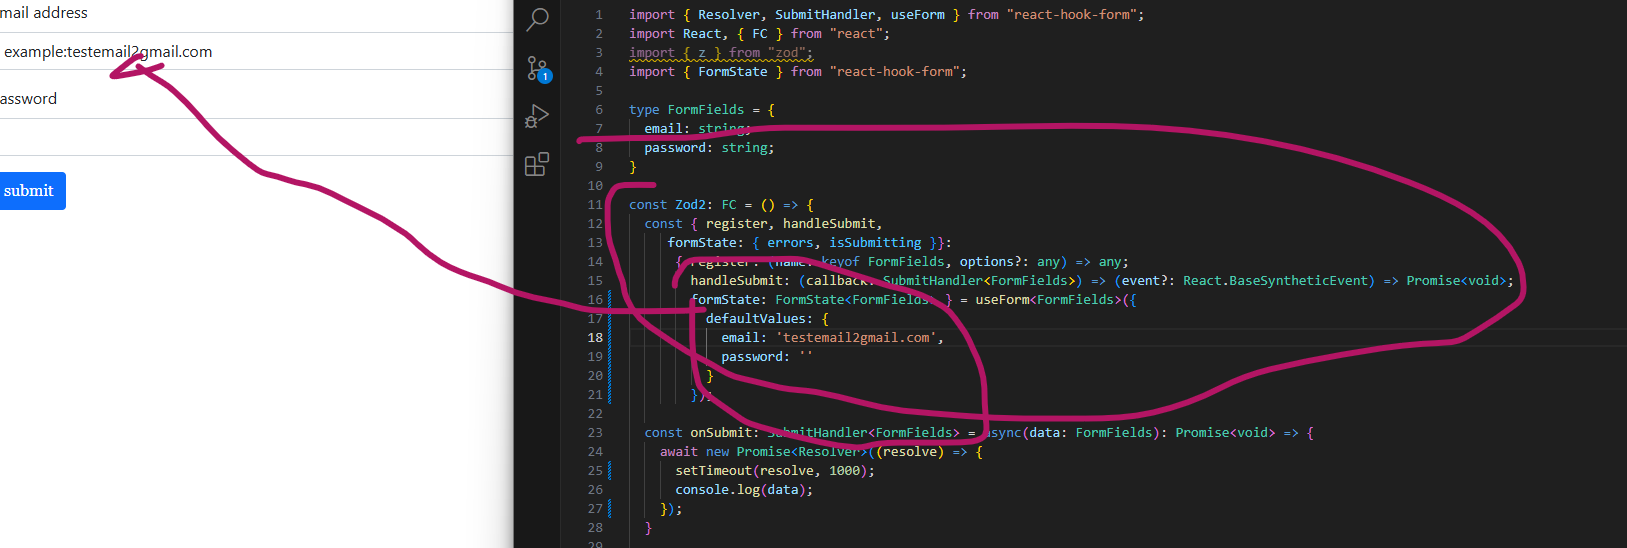 mail address
example:testemail2gmail.com
assword
submit
1
1 import { Resolver, SubmitHandler, useForm } from "react-hook-form";
2 import React, { FC } from "react";
3 import { z } from "zod";
4 import { FormState } from "react-hook-form";
5
6 type FormFields = {
7 email: string;
8 password: string;
9 }
10
11 const Zod2: FC = () => {
12 const { register, handleSubmit,
13 formState: { errors, isSubmitting }}:
14 { register: (name: keyof FormFields, options?: any) => any;
15 handleSubmit: (callback: SubmitHandler<FormFields>) => (event?: React.BaseSyntheticEvent) => Promise<void>;
16 formState: FormState<FormFields> } = useForm<FormFields>({
17 defaultValues: {
18 email: 'testemail2gmail.com',
19 password: ''
20 }
21 });
22
23 const onSubmit: SubmitHandler<FormFields> = async(data: FormFields): Promise<void> => {
24 await new Promise<Resolver>((resolve) => {
25 setTimeout(resolve, 1000);
26 console.log(data);
27 });
28 }
29